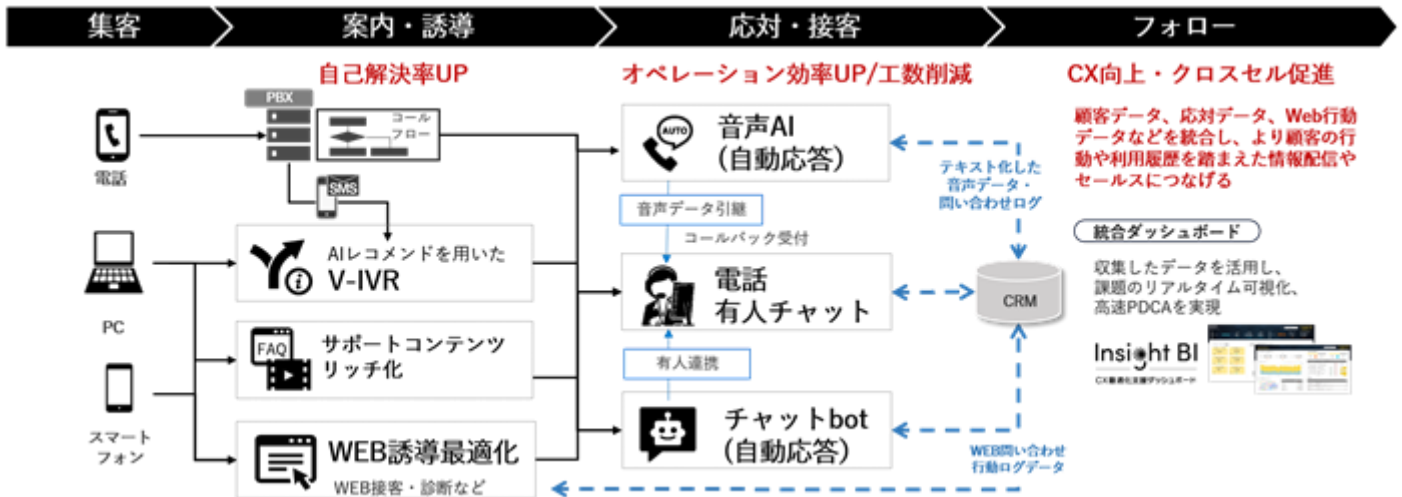 集客
案内・誘導
応対・接客
フォロー
自己解決率UP
オペレーション効率UP/工数削減
CX向上・クロスセル促進
PBX
コール
フロー
電話
SMS
AIレコメンドを用いた
V-IVR
PC
FAQ
サポートコンテンツ
リッチ化
スマート
フォン
WEB誘導最適化
WEB接客・診断など
AUTO
音声AI
(自動応答)
音声データ引継
コールバック受付
電話
有人チャット
有人連携
チャットbot
(自動応答)
テキスト化した
音声データ・
問い合わせログ
CRM
WEB問い合わせ
行動ログデータ
顧客データ、応対データ、Web行動
データなどを統合し、より顧客の行
動や利用履歴を踏まえた情報配信や
セールスにつなげる
統合ダッシュボード
収集したデータを活用し、
課題のリアルタイム可視化、
高速PDCAを実現
Insight BI
CX最適化支援ダッシュボード